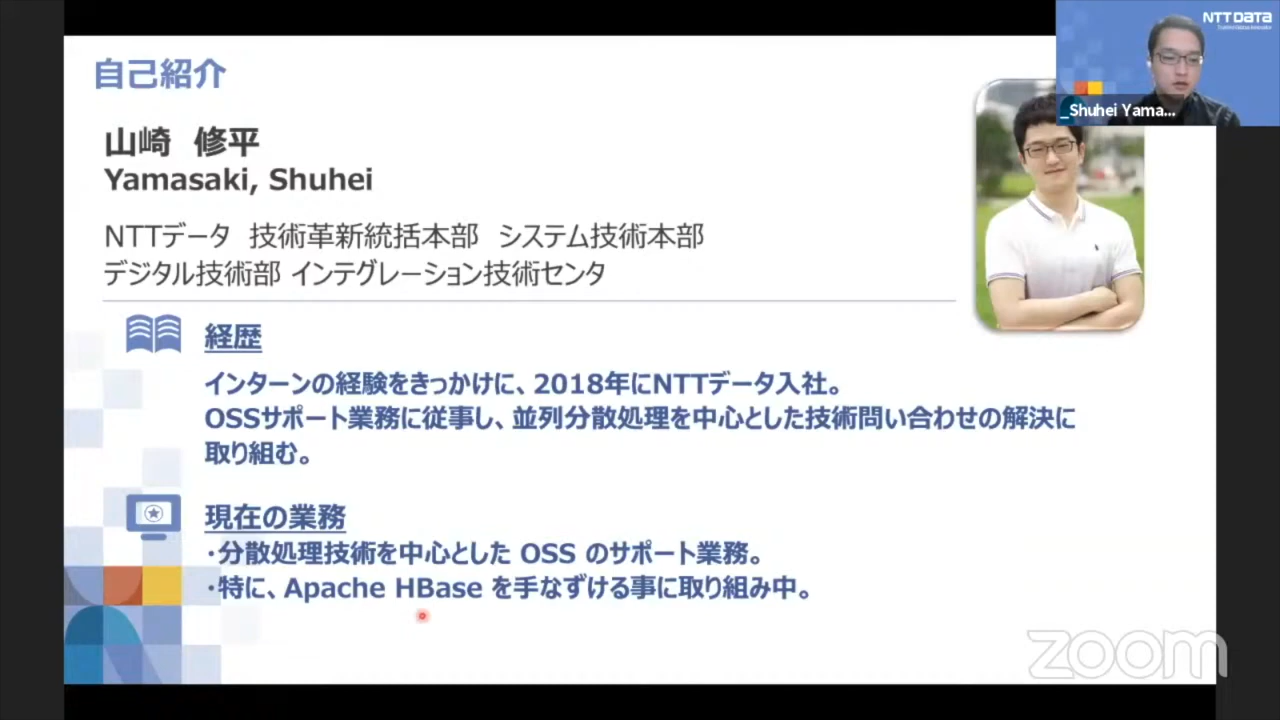 自己紹介
山崎 修平
Yamasaki, Shuhei
NTTデータ 技術革新統括本部 システム技術本部
デジタル技術部 インテグレーション技術センタ
経歴
インターンの経験をきっかけに、2018年にNTTデータ入社。
OSSサポート業務に従事し、並列分散処理を中心とした技術問い合わせの解決に
取り組む。
現在の業務
・分散処理技術を中心とした OSS のサポート業務。
・特に、Apache HBase を手なずける事に取り組み中。
NTT DATA
_Shuhei Yama...
zoom